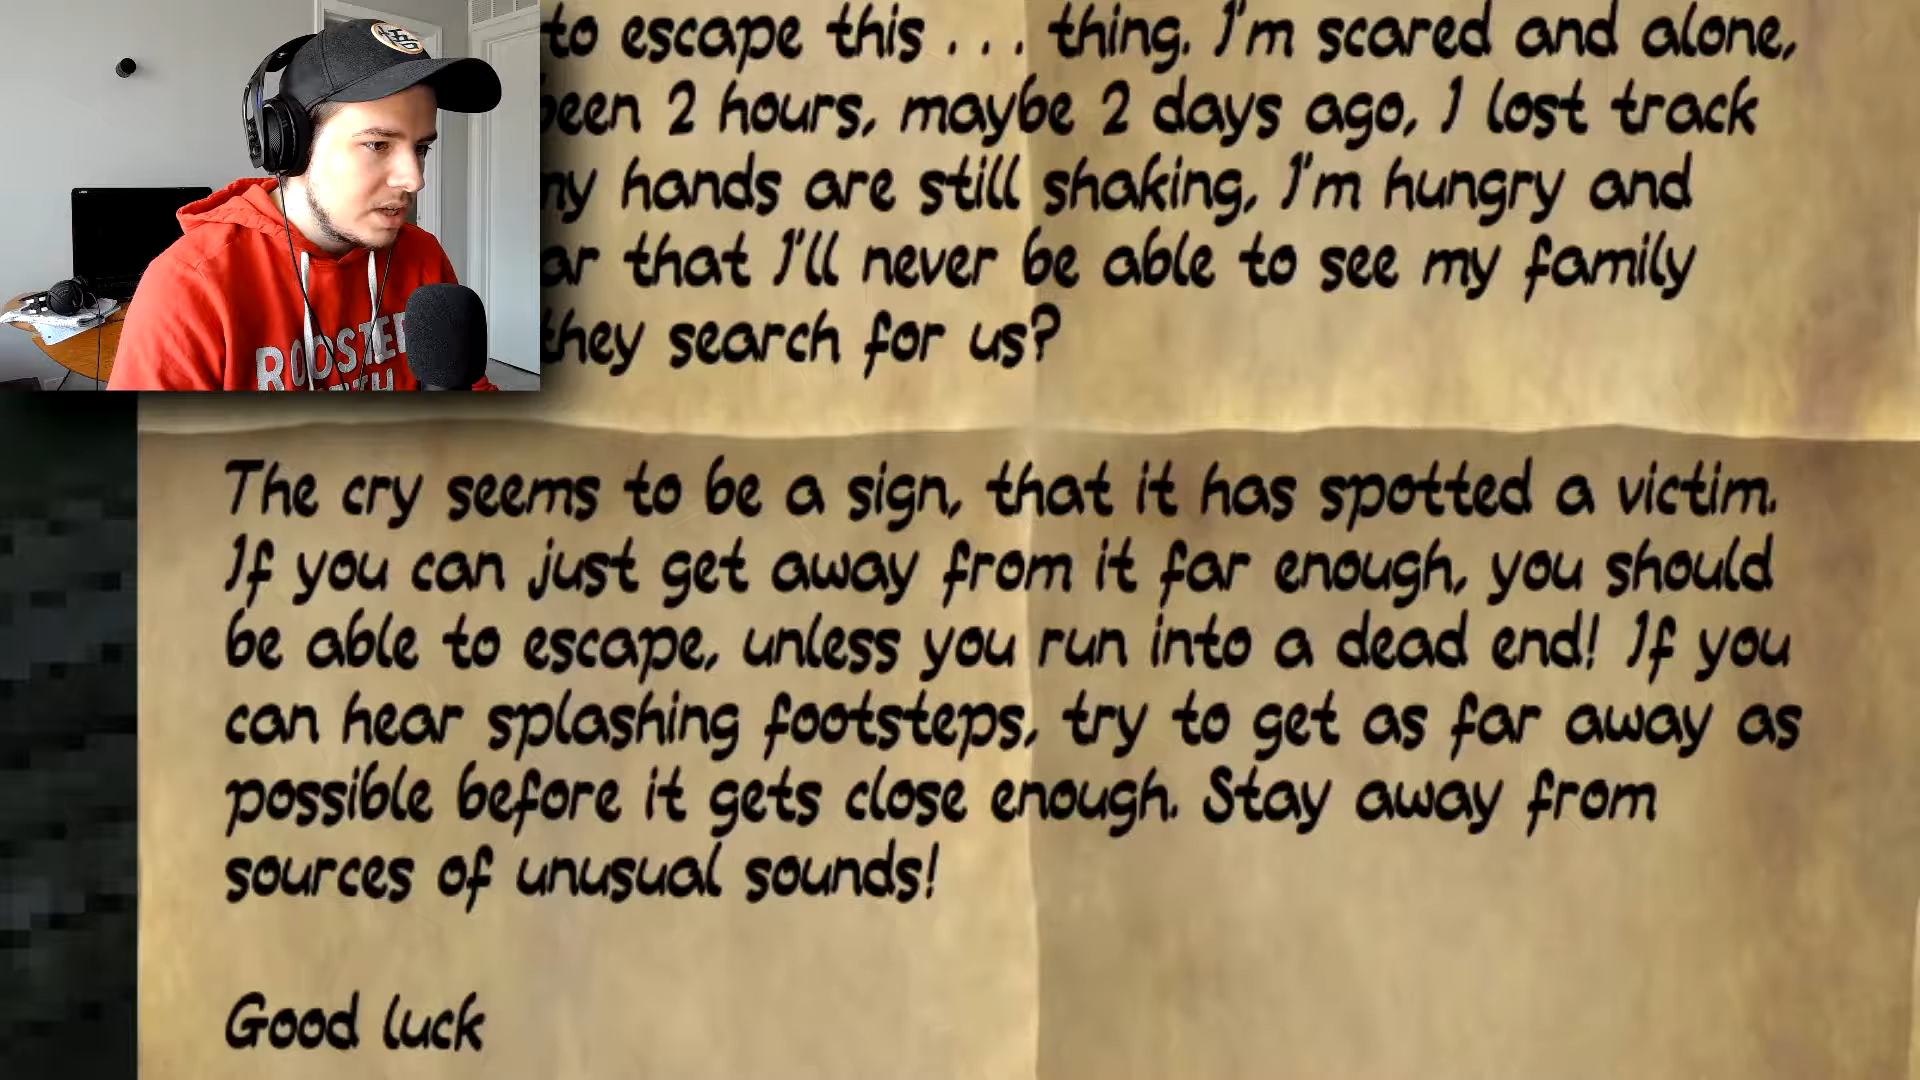 to escape this . . . thing. I'm scared and alone,
been 2 hours, maybe 2 days ago, I lost track
my hands are still shaking, I'm hungry and
that I'll never be able to see my family
they search for us?
The cry seems to be a sign, that it has spotted a victim.
If you can just get away from it far enough, you should
be able to escape, unless you run into a dead end! If you
can hear splashing footsteps, try to get as far away as
possible before it gets close enough. Stay away from
sources of unusual sounds!
Good luck
ROOSTER